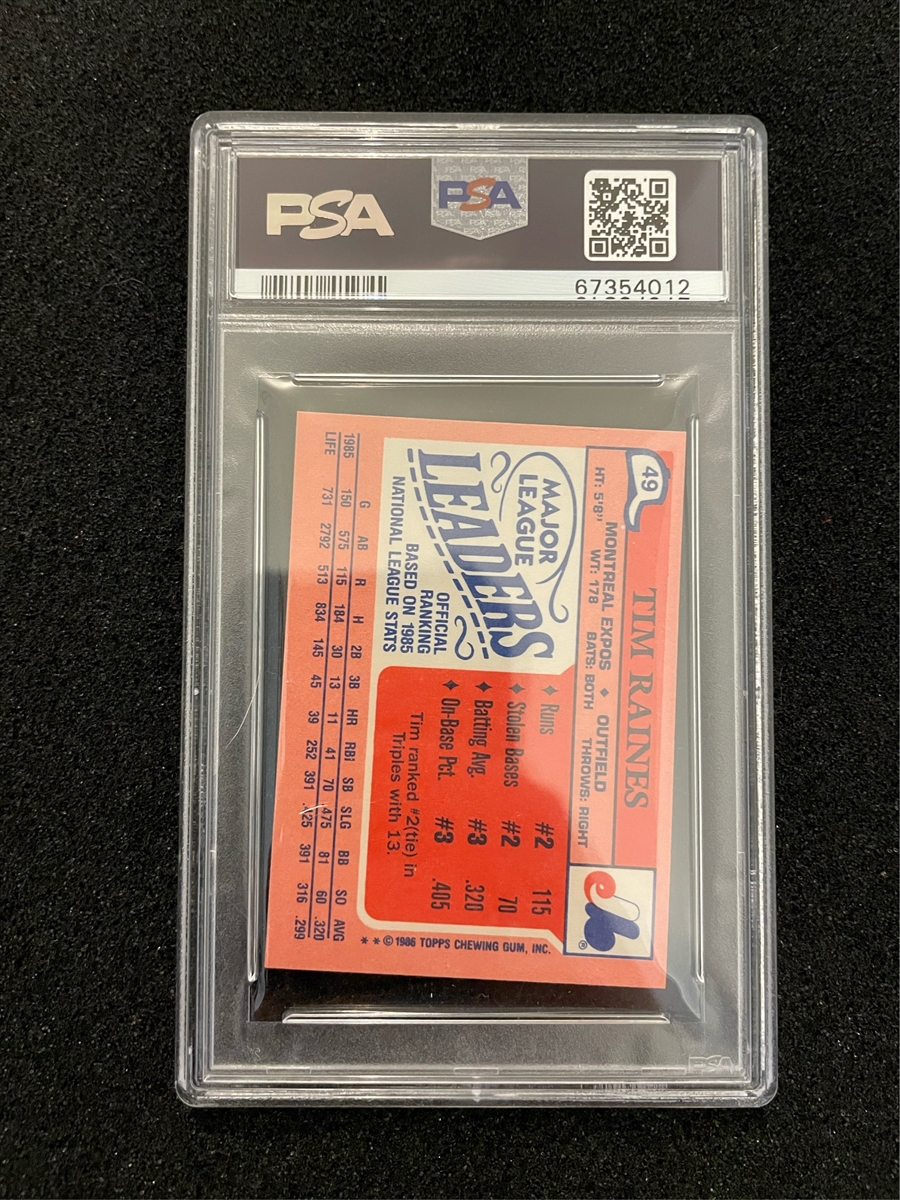 PSA
PSA
67354012
49
TIM RAINES
MONTREAL EXPOS ♦ OUTFIELD
HT: 5'8" WT: 178 BATS: BOTH THROWS: RIGHT
MAJOR
LEAGUE
LEADERS
OFFICIAL
RANKING
BASED ON 1985
NATIONAL LEAGUE STATS
Runs #2 115
Stolen Bases #2 70
Batting Avg. #3 .320
On-Base Pct. #3 .405
Tim ranked #2(tie) in
Triples with 13.
**©1986 TOPPS CHEWING GUM, INC.
G AB R H 2B 3B HR RBI SB SLG BB SO AVG
1985 150 575 115 184 30 13 11 41 70 .475 81 60 .320
LIFE 731 2792 513 834 145 45 39 252 391 .425 391 316 .299
PSA